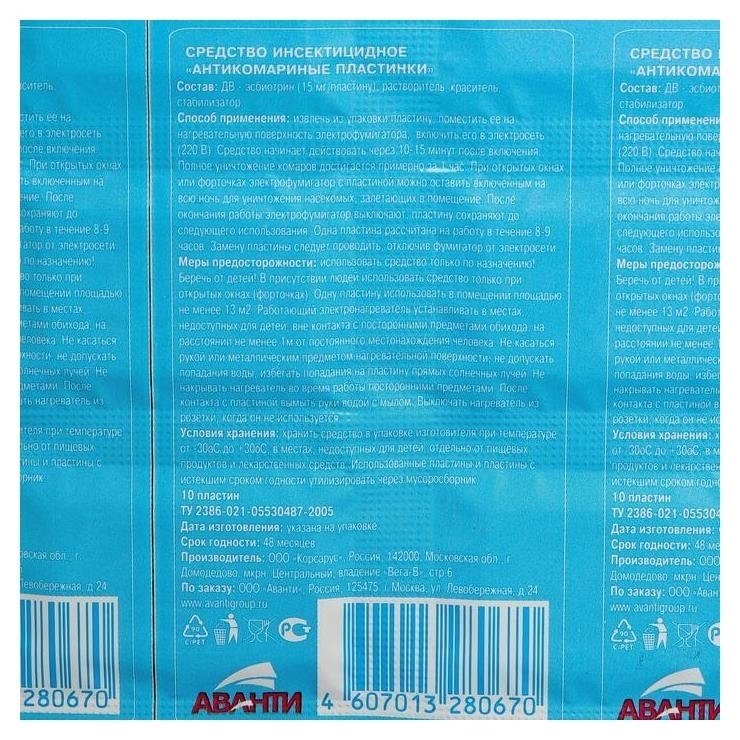 СРЕДСТВО ИНСЕКТИЦИДНОЕ
«АНТИКОМАРИНЫЕ ПЛАСТИНКИ»
Состав: ДВ - эсбиотрин (15 мг/пластину), растворитель, краситель,
стабилизатор
Способ применения: извлечь из упаковки пластину, поместить ее на
нагревательную поверхность электрофумигатора, включить его в электросеть
(220 В). Средство начинает действовать через 10-15 минут после включения.
Полное уничтожение комаров достигается примерно за 1 час. При открытых окнах
или форточках электрофумигатор с пластиной можно оставить включенным на
всю ночь для уничтожения насекомых, залетающих в помещение. После
окончания работы электрофумигатор выключают, пластину сохраняют до
следующего использования. Одна пластина рассчитана на работу в течение 8-9
часов. Замену пластины следует проводить, отключив фумигатор от электросети.
Меры предосторожности: использовать средство только по назначению!
Беречь от детей! В присутствии людей использовать средство только при
открытых окнах (форточках). Одну пластину использовать в помещении площадью
не менее 13 м2. Работающий электронагреватель устанавливать в местах,
недоступных для детей, вне контакта с посторонними предметами обихода, на
расстоянии не менее 1м от постоянного местонахождения человека. Не касаться
рукой или металлическим предметом нагревательной поверхности; не допускать
попадания воды, избегать попадания на пластину прямых солнечных лучей. Не
накрывать нагреватель во время работы посторонними предметами. После
контакта с пластиной вымыть руки водой с мылом. Выключать нагреватель из
розетки, когда он не используется.
Условия хранения: хранить средство в упаковке изготовителя при температуре
от -30оС до +30оС, в местах, недоступных для детей, отдельно от пищевых
продуктов и лекарственных средств. Использованные пластины и пластины с
истекшим сроком годности утилизировать через мусоросборник.
10 пластин
ТУ 2386-021-05530487-2005
Дата изготовления: указана на упаковке
Срок годности: 48 месяцев
Производитель: ООО «Корсарус», Россия, 142000, Московская обл., г.
Домодедово, мкрн. Центральный, владение «Вега-В», стр.6
По заказу: ООО «Аванти», Россия, 125475 г.Москва, ул. Левобережная, д 24
www.avantigroup.ru
90
C/PET
АВАНТИ
4 607013 280670